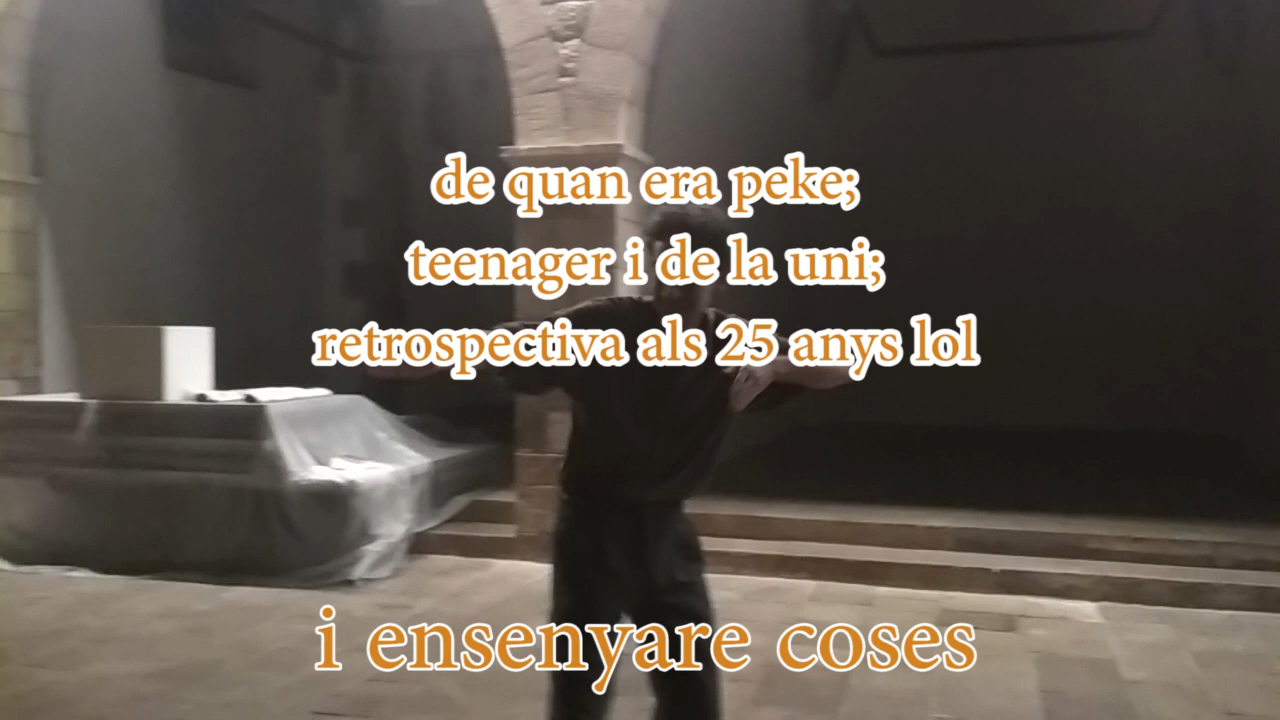 de quan era peke;
teenager i de la uni;
retrospectiva als 25 anys lol
i ensenyare coses